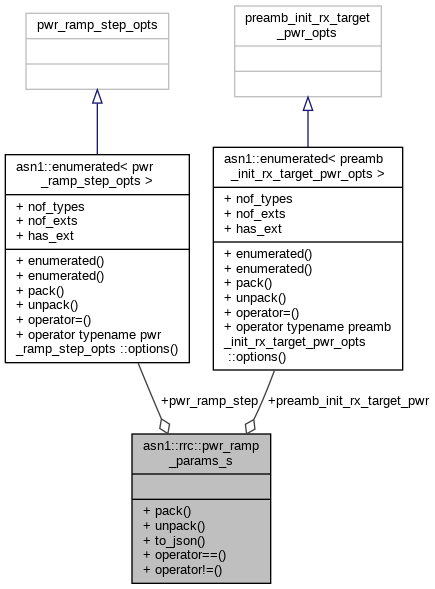 pwr_ramp_step_opts
preamb_init_rx_target
_pwr_opts
asn1::enumerated< pwr
_ramp_step_opts >
+ nof_types
+ nof_exts
+ has_ext
+ enumerated()
+ enumerated()
+ pack()
+ unpack()
+ operator=()
+ operator typename pwr
_ramp_step_opts ::options()
asn1::enumerated< preamb
_init_rx_target_pwr_opts >
+ nof_types
+ nof_exts
+ has_ext
+ enumerated()
+ enumerated()
+ pack()
+ unpack()
+ operator=()
+ operator typename preamb
_init_rx_target_pwr_opts
::options()
+pwr_ramp_step
+preamb_init_rx_target_pwr
asn1::rrc::pwr_ramp
_params_s
+ pack()
+ unpack()
+ to_json()
+ operator==()
+ operator!=()